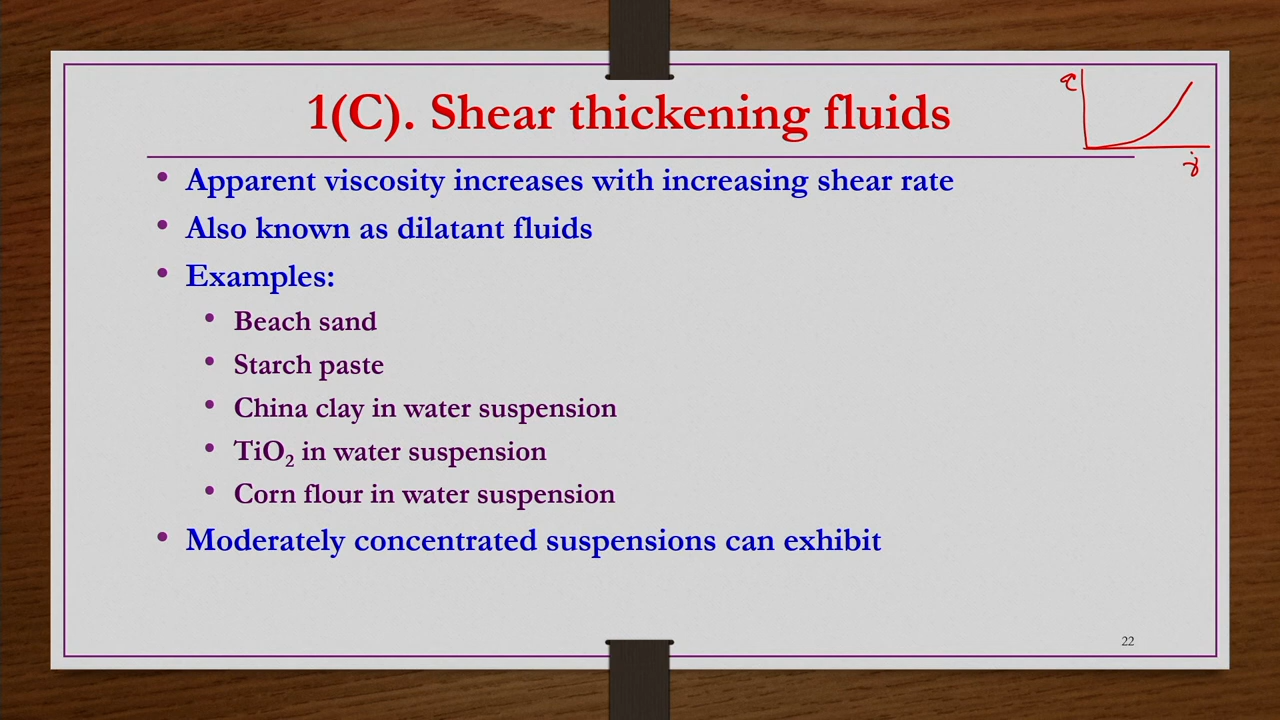 1(C). Shear thickening fluids
• Apparent viscosity increases with increasing shear rate
• Also known as dilatant fluids
• Examples:
• Beach sand
• Starch paste
• China clay in water suspension
• TiO₂ in water suspension
• Corn flour in water suspension
• Moderately concentrated suspensions can exhibit
22